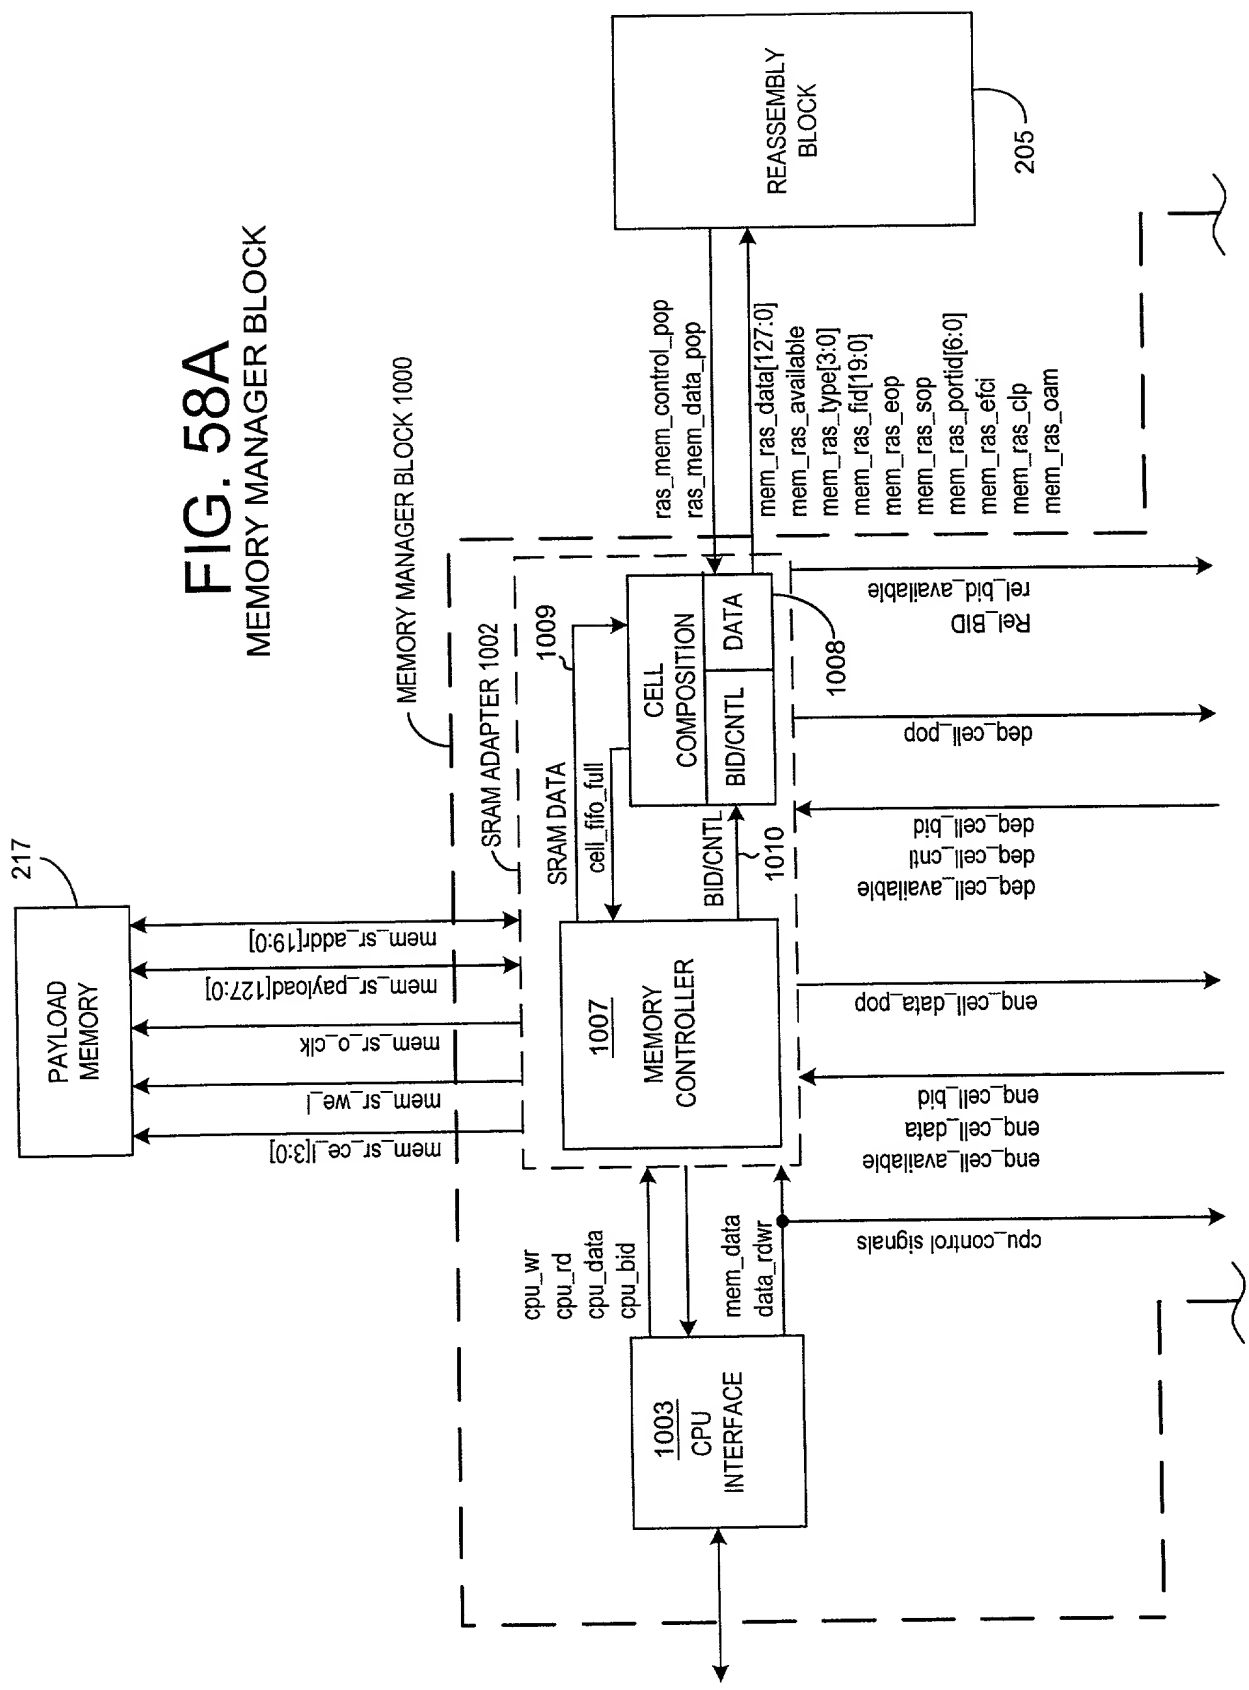 FIG. 58A
MEMORY MANAGER BLOCK
217
PAYLOAD
MEMORY
mem_sr_ce_l[3:0]
mem_sr_we_l
mem_sr_o_clk
mem_sr_payload[127:0]
mem_sr_addr[19:0]
MEMORY MANAGER BLOCK 1000
SRAM ADAPTER 1002
1007
MEMORY
CONTROLLER
SRAM DATA
1009
cell_fifo_full
BID/CNTL
1010
CELL
COMPOSITION
BID/CNTL
DATA
1008
ras_mem_control_pop
ras_mem_data_pop
mem_ras_data[127:0]
mem_ras_available
mem_ras_type[3:0]
mem_ras_fid[19:0]
mem_ras_eop
mem_ras_sop
mem_ras_portid[6:0]
mem_ras_efci
mem_ras_clp
mem_ras_oam
REASSEMBLY
BLOCK
205
1003
CPU
INTERFACE
cpu_wr
cpu_rd
cpu_data
cpu_bid
mem_data
data_rdwr
cpu_control signals
enq_cell_bid
enq_cell_data
enq_cell_available
enq_cell_data_pop
deq_cell_bid
deq_cell_cntl
deq_cell_available
deq_cell_pop
rel_bid_available
Rel_BID